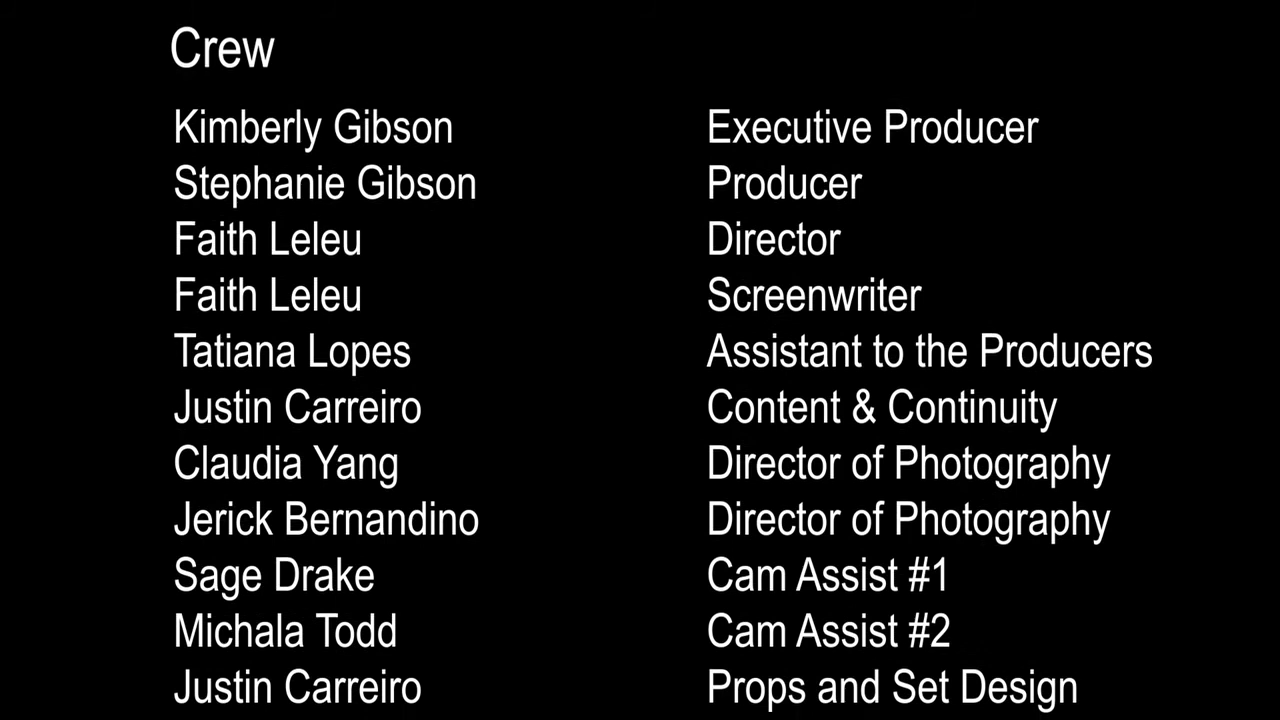 Crew
Kimberly Gibson Executive Producer
Stephanie Gibson Producer
Faith Leleu Director
Faith Leleu Screenwriter
Tatiana Lopes Assistant to the Producers
Justin Carreiro Content & Continuity
Claudia Yang Director of Photography
Jerick Bernandino Director of Photography
Sage Drake Cam Assist #1
Michala Todd Cam Assist #2
Justin Carreiro Props and Set Design